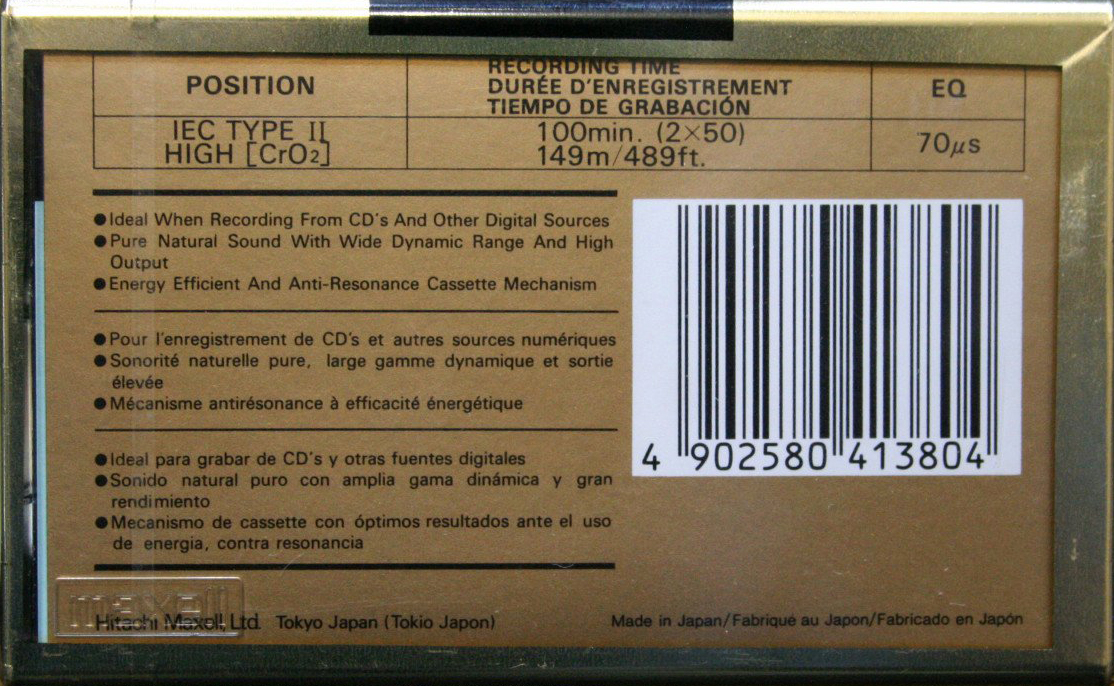 POSITION
RECORDING TIME
DURÉE D'ENREGISTREMENT
TIEMPO DE GRABACIÓN
EQ
IEC TYPE II
HIGH [CrO2]
100min. (2×50)
149m/489ft.
70µs
●Ideal When Recording From CD's And Other Digital Sources
●Pure Natural Sound With Wide Dynamic Range And High
Output
●Energy Efficient And Anti-Resonance Cassette Mechanism
●Pour l'enregistrement de CD's et autres sources numériques
●Sonorité naturelle pure, large gamme dynamique et sortie
élevée
●Mécanisme antirésonance à efficacité énergétique
●Ideal para grabar de CD's y otras fuentes digitales
●Sonido natural puro con amplia gama dinámica y gran
rendimiento
●Mecanismo de cassette con óptimos resultados ante el uso
de energia, contra resonancia
4 902580 413804
maxell
Hitachi Maxell, Ltd. Tokyo Japan (Tokio Japon)
Made in Japan/Fabriqué au Japon/Fabricado en Japón